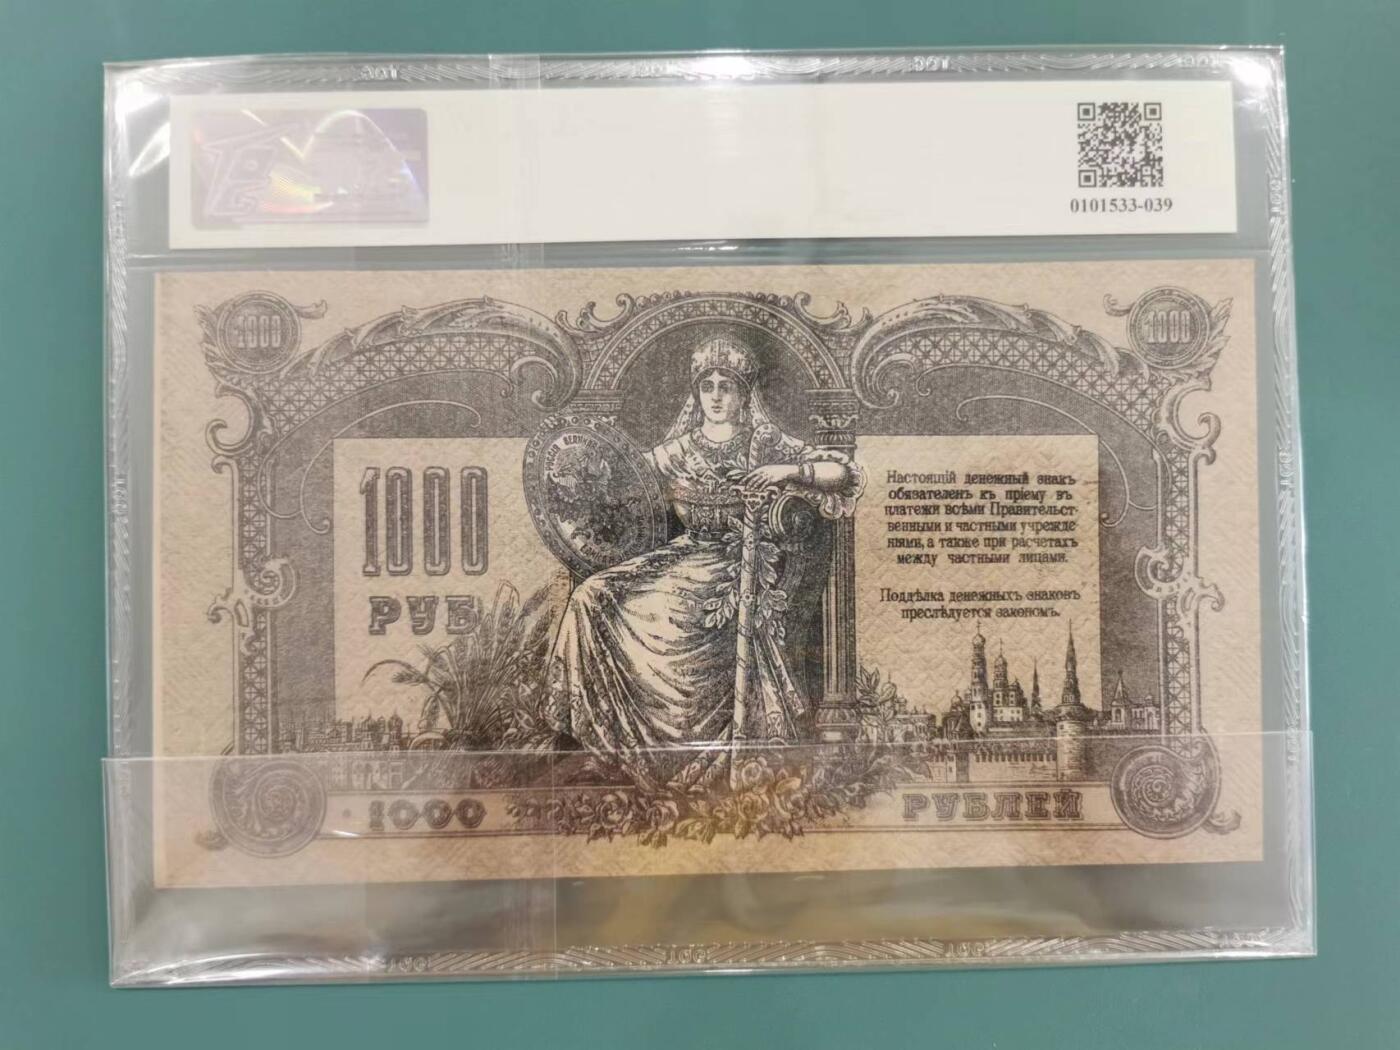 0101533-039
1000
1000
1000
РУБ
Настоящій денежный знакъ
обязателенъ къ пріему въ
платежи всѣми Правительст-
венными и частными учрежде
ніями, а также при расчетахъ
между частными лицами.
Поддѣлка денежныхъ знаковъ
преслѣдуется закономъ.
1000
РУБЛЕЙ